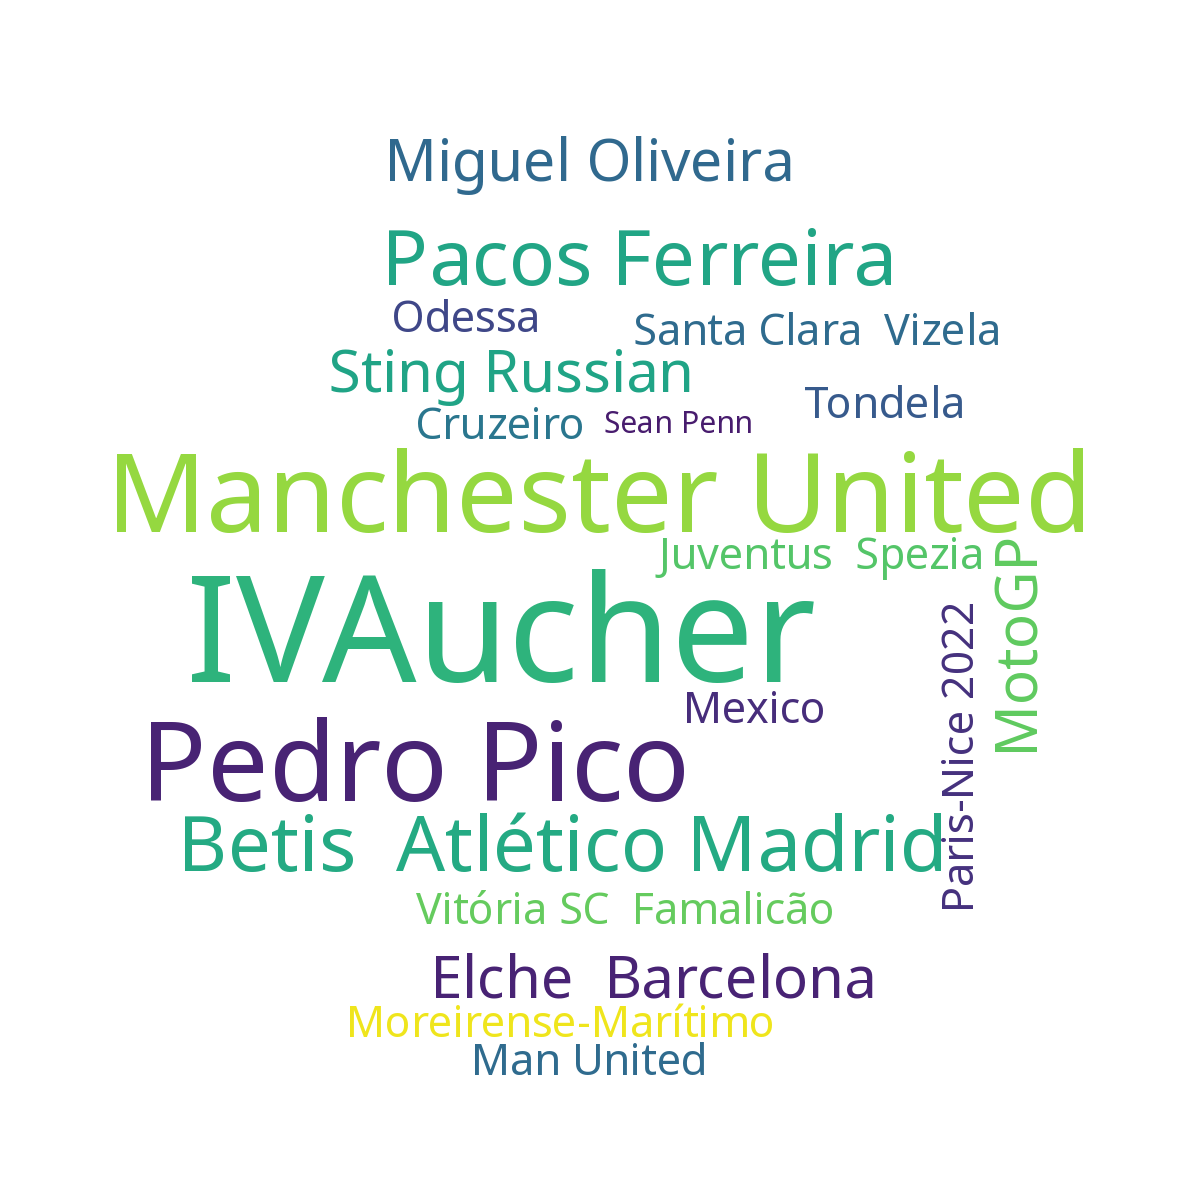 Miguel Oliveira
Pacos Ferreira
Odessa
Santa Clara Vizela
Sting Russian
Tondela
Cruzeiro
Sean Penn
Manchester United
Juventus Spezia
MotoGP
IVAucher
Paris-Nice 2022
Mexico
Pedro Pico
Betis Atlético Madrid
Vitória SC Famalicão
Elche Barcelona
Moreirense-Marítimo
Man United